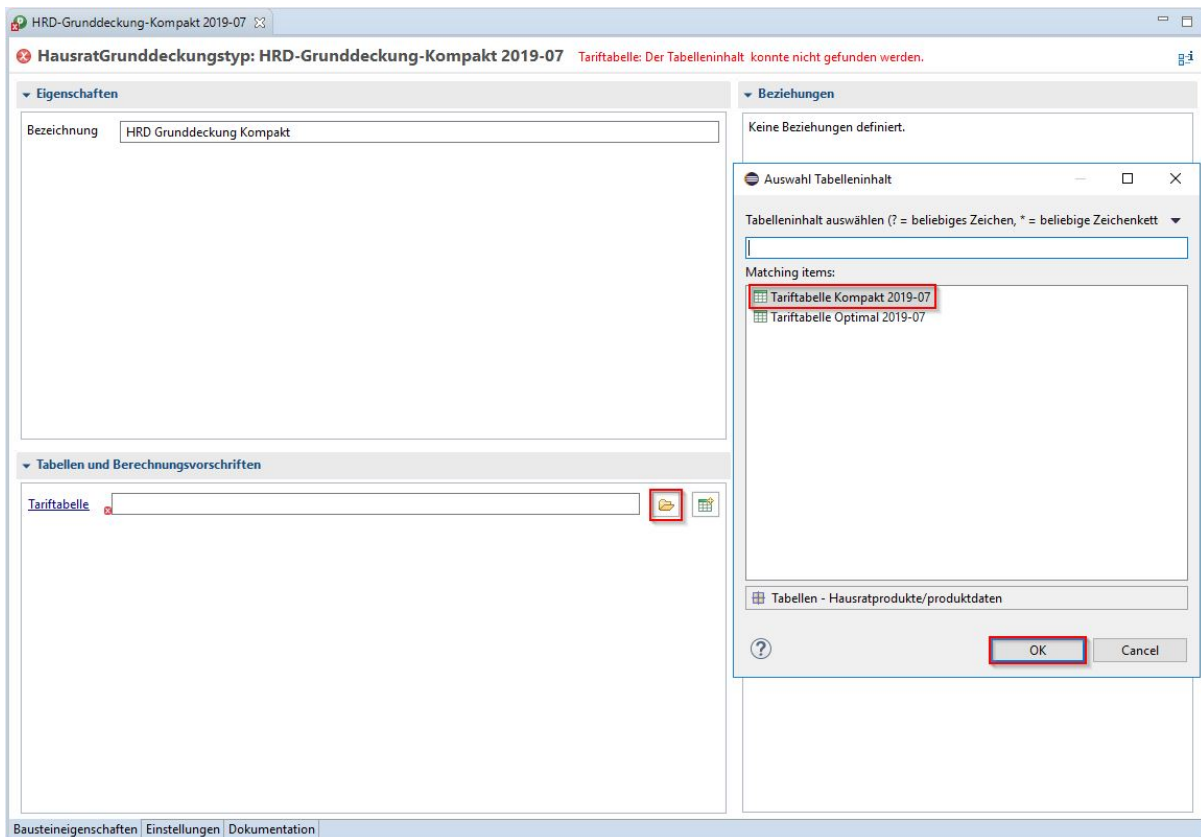 HRD-Grunddeckung-Kompakt 2019-07
HausratGrunddeckungstyp: HRD-Grunddeckung-Kompakt 2019-07 Tariftabelle: Der Tabelleninhalt konnte nicht gefunden werden.
Eigenschaften
Bezeichnung HRD Grunddeckung Kompakt
Tabellen und Berechnungsvorschriften
Tariftabelle
Beziehungen
Keine Beziehungen definiert.
Auswahl Tabelleninhalt
Tabelleninhalt auswählen (? = beliebiges Zeichen, * = beliebige Zeichenkett
Matching items:
Tariftabelle Kompakt 2019-07
Tariftabelle Optimal 2019-07
Tabellen - Hausratprodukte/produktdaten
OK Cancel
Bausteineigenschaften Einstellungen Dokumentation